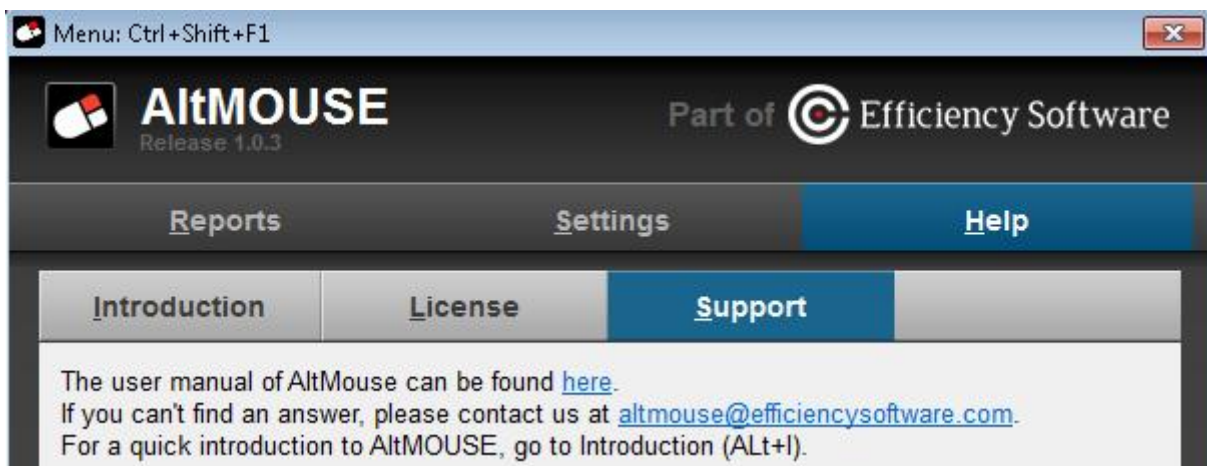 Menu: Ctrl+Shift+F1
AltMOUSE
Release 1.0.3
Part of Efficiency Software
Reports Settings Help
Introduction License Support
The user manual of AltMouse can be found here.
If you can't find an answer, please contact us at altmouse@efficiencysoftware.com.
For a quick introduction to AltMOUSE, go to Introduction (ALt+I).